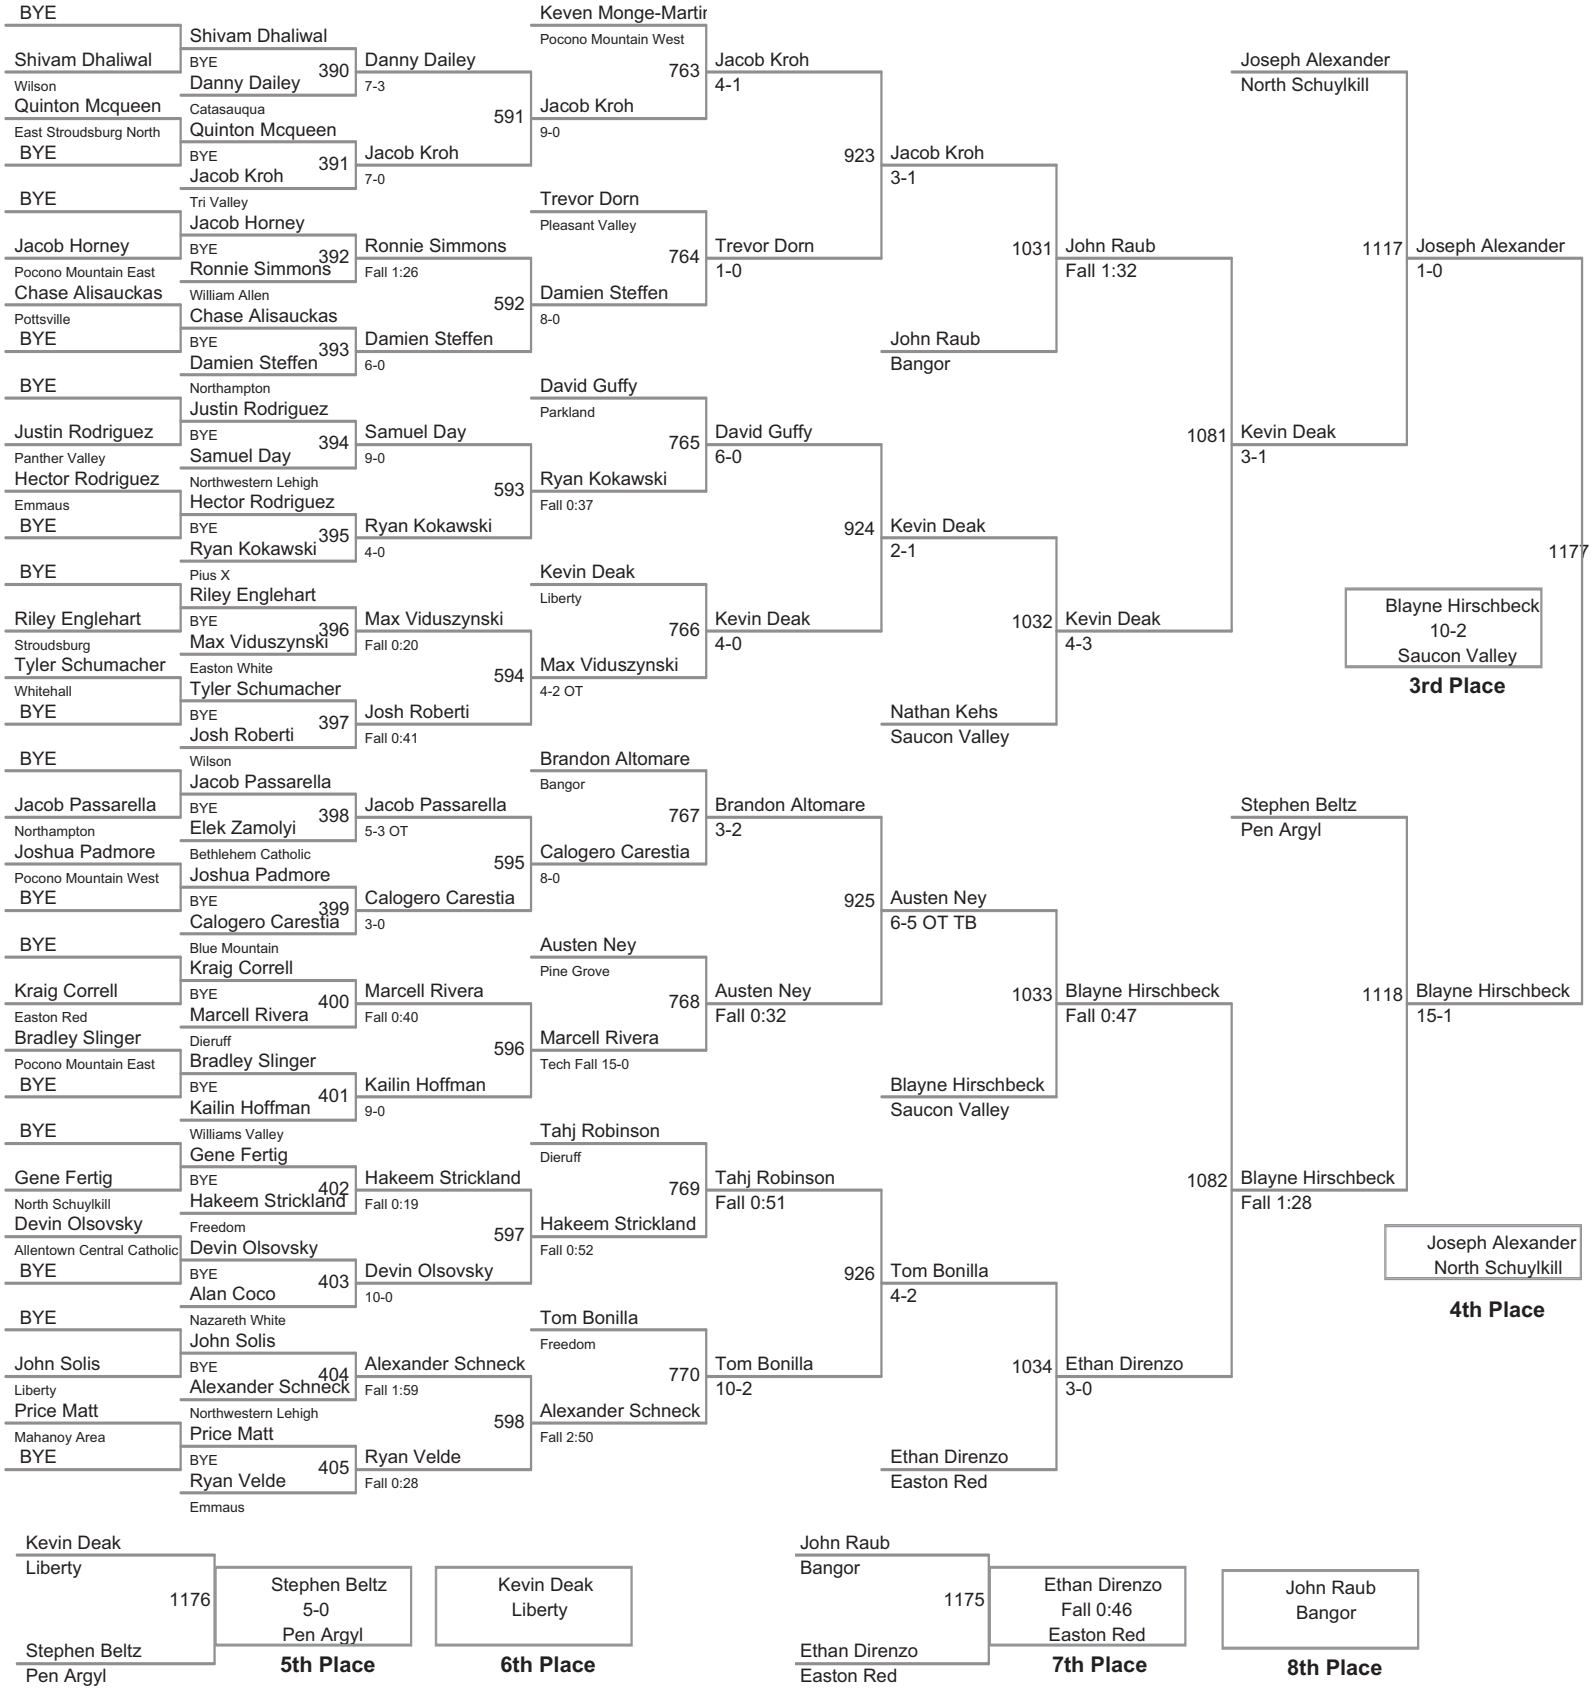 BYE
Shivam Dhaliwal
Wilson
Quinton Mcqueen
East Stroudsburg North
BYE
BYE
Jacob Horney
Pocono Mountain East
Chase Alisauckas
Pottsville
BYE
BYE
Justin Rodriguez
Panther Valley
Hector Rodriguez
Emmaus
BYE
BYE
Riley Englehart
Stroudsburg
Tyler Schumacher
Whitehall
BYE
BYE
Jacob Passarella
Northampton
Joshua Padmore
Pocono Mountain West
BYE
BYE
Kraig Correll
Easton Red
Bradley Slinger
Pocono Mountain East
BYE
BYE
Gene Fertig
North Schuylkill
Devin Olsovsky
Allentown Central Catholic
BYE
BYE
John Solis
Liberty
Price Matt
Mahanoy Area
BYE
Shivam Dhaliwal
BYE
390
Danny Dailey
Catasauqua
Quinton Mcqueen
BYE
391
Jacob Kroh
Tri Valley
Jacob Horney
BYE
392
Ronnie Simmons
William Allen
Chase Alisauckas
BYE
393
Damien Steffen
Northampton
Justin Rodriguez
BYE
394
Samuel Day
Northwestern Lehigh
Hector Rodriguez
BYE
395
Ryan Kokawski
Pius X
Riley Englehart
BYE
396
Max Viduszynski
Easton White
Tyler Schumacher
BYE
397
Josh Roberti
Wilson
Jacob Passarella
BYE
398
Elek Zamolyi
Bethlehem Catholic
Joshua Padmore
BYE
399
Calogero Carestia
Blue Mountain
Kraig Correll
BYE
400
Marcell Rivera
Dieruff
Bradley Slinger
BYE
401
Kailin Hoffman
Williams Valley
Gene Fertig
BYE
402
Hakeem Strickland
Freedom
Devin Olsovsky
BYE
403
Alan Coco
Nazareth White
John Solis
BYE
404
Alexander Schneck
Northwestern Lehigh
Price Matt
BYE
405
Ryan Velde
Emmaus
Danny Dailey
7-3
591
Jacob Kroh
7-0
Ronnie Simmons
Fall 1:26
592
Damien Steffen
6-0
Samuel Day
9-0
593
Ryan Kokawski
4-0
Max Viduszynski
Fall 0:20
594
Josh Roberti
Fall 0:41
Jacob Passarella
5-3 OT
595
Calogero Carestia
3-0
Marcell Rivera
Fall 0:40
596
Kailin Hoffman
9-0
Hakeem Strickland
Fall 0:19
597
Devin Olsovsky
10-0
Alexander Schneck
Fall 1:59
598
Ryan Velde
Fall 0:28
Keven Monge-Martin
Pocono Mountain West
763
Jacob Kroh
9-0
Trevor Dorn
Pleasant Valley
764
Damien Steffen
8-0
David Guffy
Parkland
765
Ryan Kokawski
Fall 0:37
Kevin Deak
Liberty
766
Max Viduszynski
4-2 OT
Brandon Altomare
Bangor
767
Calogero Carestia
8-0
Austen Ney
Pine Grove
768
Marcell Rivera
Tech Fall 15-0
Tahj Robinson
Dieruff
769
Hakeem Strickland
Fall 0:52
Tom Bonilla
Freedom
770
Alexander Schneck
Fall 2:50
Jacob Kroh
4-1
923
Trevor Dorn
1-0
David Guffy
6-0
924
Kevin Deak
4-0
Brandon Altomare
3-2
925
Austen Ney
Fall 0:32
Tahj Robinson
Fall 0:51
926
Tom Bonilla
10-2
Jacob Kroh
3-1
1031
John Raub
Bangor
Kevin Deak
2-1
1032
Nathan Kehs
Saucon Valley
Austen Ney
6-5 OT TB
1033
Blayne Hirschbeck
Saucon Valley
Tom Bonilla
4-2
1034
Ethan Direnzo
Easton Red
John Raub
Fall 1:32
1081
Kevin Deak
4-3
Blayne Hirschbeck
Fall 0:47
1082
Ethan Direnzo
3-0
Joseph Alexander
North Schuylkill
1117
Kevin Deak
3-1
Stephen Beltz
Pen Argyl
1118
Blayne Hirschbeck
Fall 1:28
Joseph Alexander
1-0
1177
Blayne Hirschbeck
15-1
Blayne Hirschbeck
10-2
Saucon Valley
3rd Place
Joseph Alexander
North Schuylkill
4th Place
Kevin Deak
Liberty
1176
Stephen Beltz
Pen Argyl
Stephen Beltz
5-0
Pen Argyl
5th Place
Kevin Deak
Liberty
6th Place
John Raub
Bangor
1175
Ethan Direnzo
Easton Red
Ethan Direnzo
Fall 0:46
Easton Red
7th Place
John Raub
Bangor
8th Place